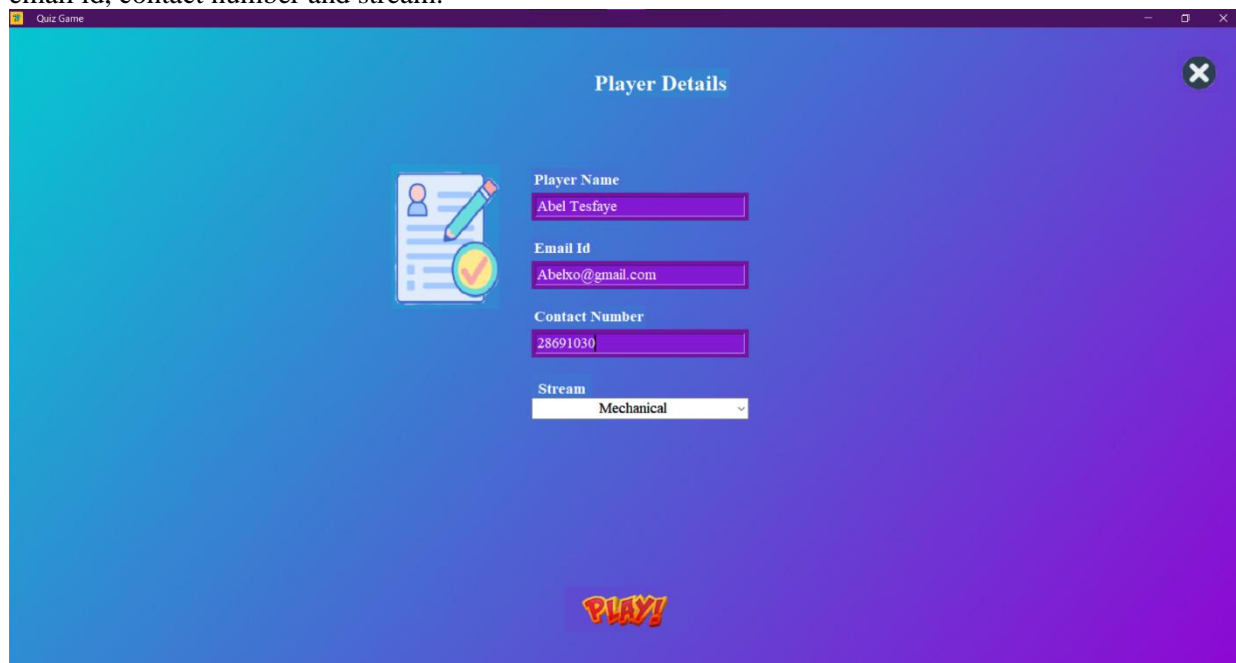 email id, contact number and stream.
Quiz Game
Player Details
Player Name
Abel Tesfaye
Email Id
Abelxo@gmail.com
Contact Number
28691030
Stream
Mechanical
PLAY!